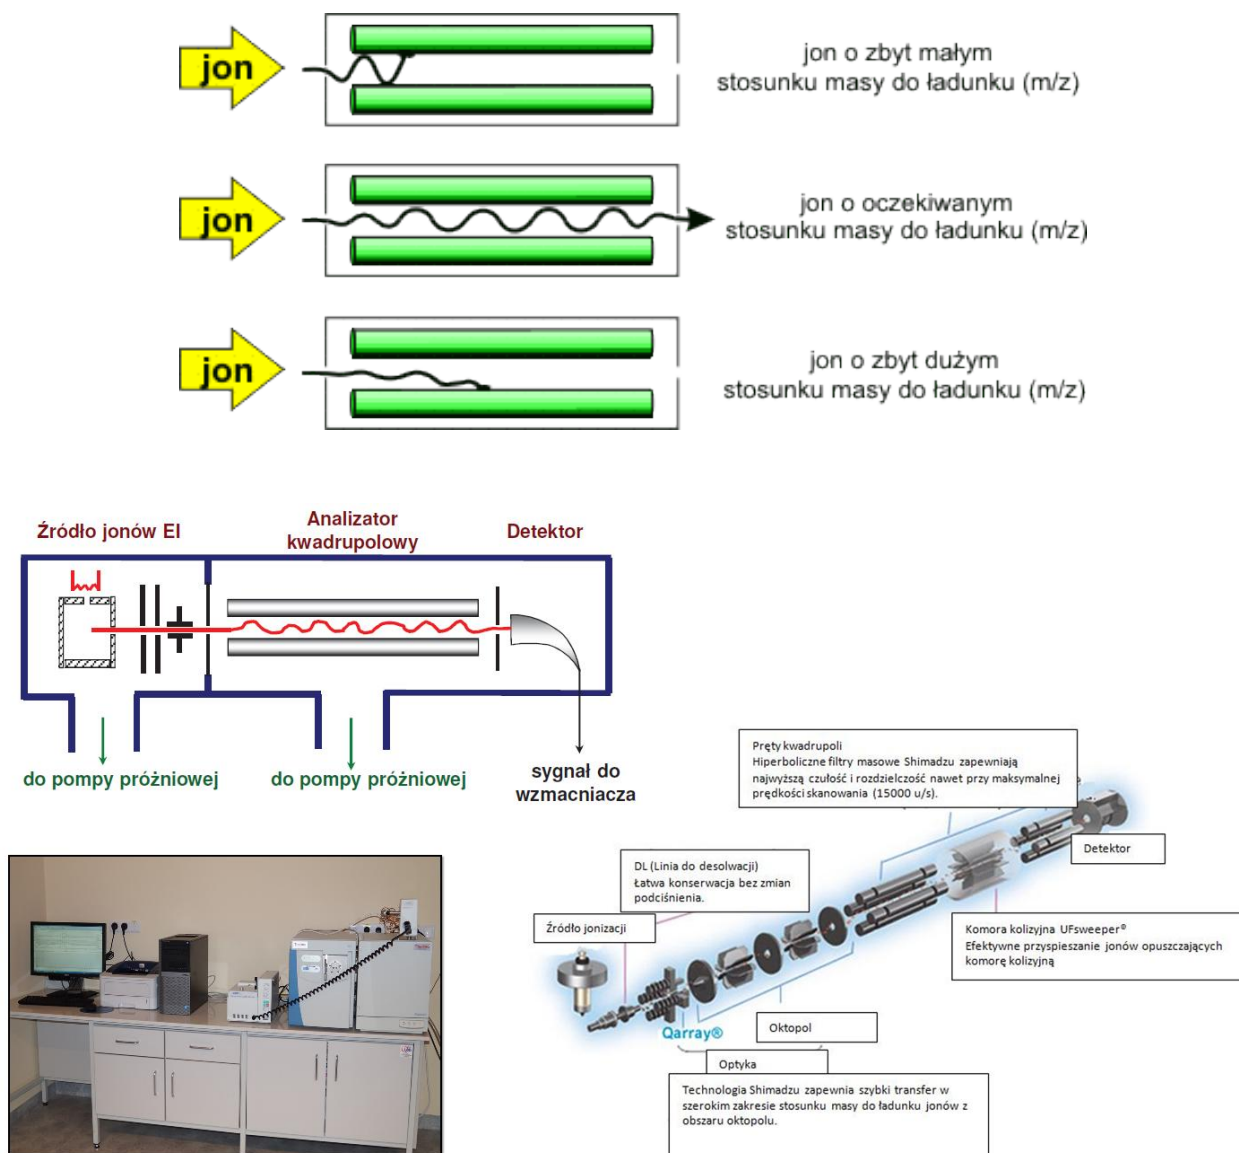 jon
jon o zbyt małym
stosunku masy do ładunku (m/z)
jon
jon o oczekiwanym
stosunku masy do ładunku (m/z)
jon
jon o zbyt dużym
stosunku masy do ładunku (m/z)
Źródło jonów EI
Analizator
kwadrupolowy
Detektor
do pompy próżniowej
do pompy próżniowej
sygnał do
wzmacniacza
Pręty kwadrupoli
Hiperboliczne filtry masowe Shimadzu zapewniają
najwyższą czułość i rozdzielczość nawet przy maksymalnej
prędkości skanowania (15000 u/s).
DL (Linia do desolwacji)
Łatwa konserwacja bez zmian
podciśnienia.
Detektor
Źródło jonizacji
Komora kolizyjna UFsweeper®
Efektywne przyspieszanie jonów opuszczających
komorę kolizyjną
Qarray®
Oktopol
Optyka
Technologia Shimadzu zapewnia szybki transfer w
szerokim zakresie stosunku masy do ładunku jonów z
obszaru oktopolu.